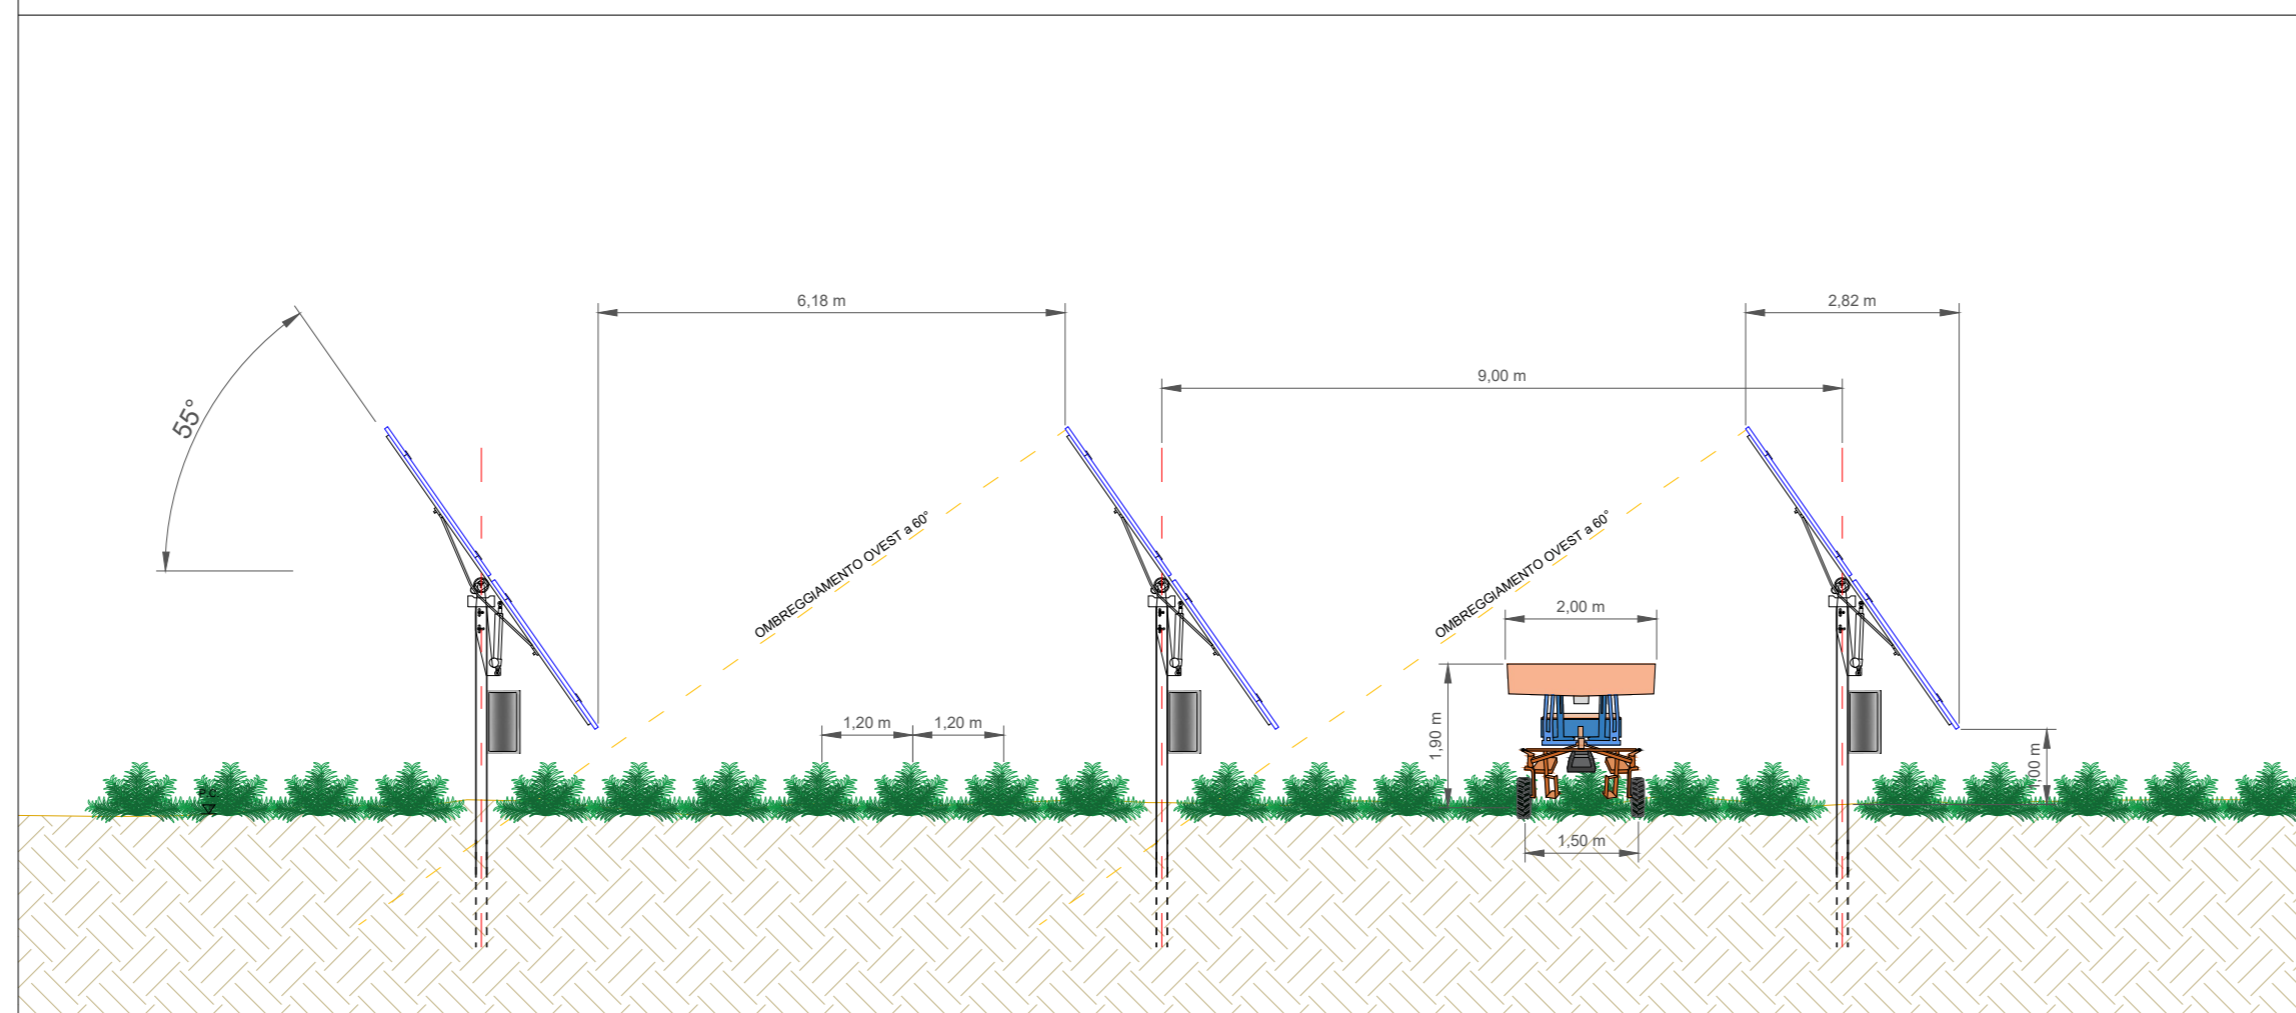 6,18 m
2,82 m
9,00 m
55°
OMBREGGIAMENTO OVEST a 60°
OMBREGGIAMENTO OVEST a 60°
2,00 m
1,20 m
1,20 m
1,90 m
P.C.
1,50 m